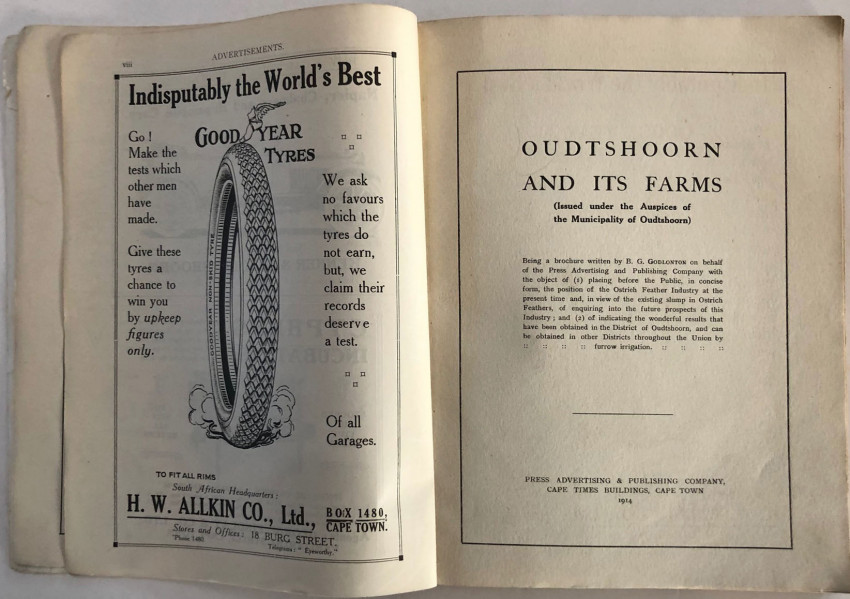 viii
ADVERTISEMENTS.
Indisputably the World's Best
GOOD YEAR
TYRES
Go !
Make the
tests which
other men
have
made.
Give these
tyres a
chance to
win you
by upkeep
figures
only.
GOODYEAR NON-SKID TYRE
We ask
no favours
which the
tyres do
not earn,
but, we
claim their
records
deserve
a test.
Of all
Garages.
TO FIT ALL RIMS
South African Headquarters :
H. W. ALLKIN CO., Ltd.,
BOX 1480,
CAPE TOWN.
Stores and Offices : 18 BURG STREET.
'Phone 1480
Telegrams : " Eyeworthy."
OUDTSHOORN
AND ITS FARMS
(Issued under the Auspices of
the Municipality of Oudtshoorn)
Being a brochure written by B. G. GODLONTON on behalf
of the Press Advertising and Publishing Company with
the object of (1) placing before the Public, in concise
form, the position of the Ostrich Feather Industry at the
present time and, in view of the existing slump in Ostrich
Feathers, of enquiring into the future prospects of this
Industry ; and (2) of indicating the wonderful results that
have been obtained in the District of Oudtshoorn, and can
be obtained in other Districts throughout the Union by
:: :: :: :: furrow irrigation. :: :: :: ::
PRESS ADVERTISING & PUBLISHING COMPANY,
CAPE TIMES BUILDINGS, CAPE TOWN
1914